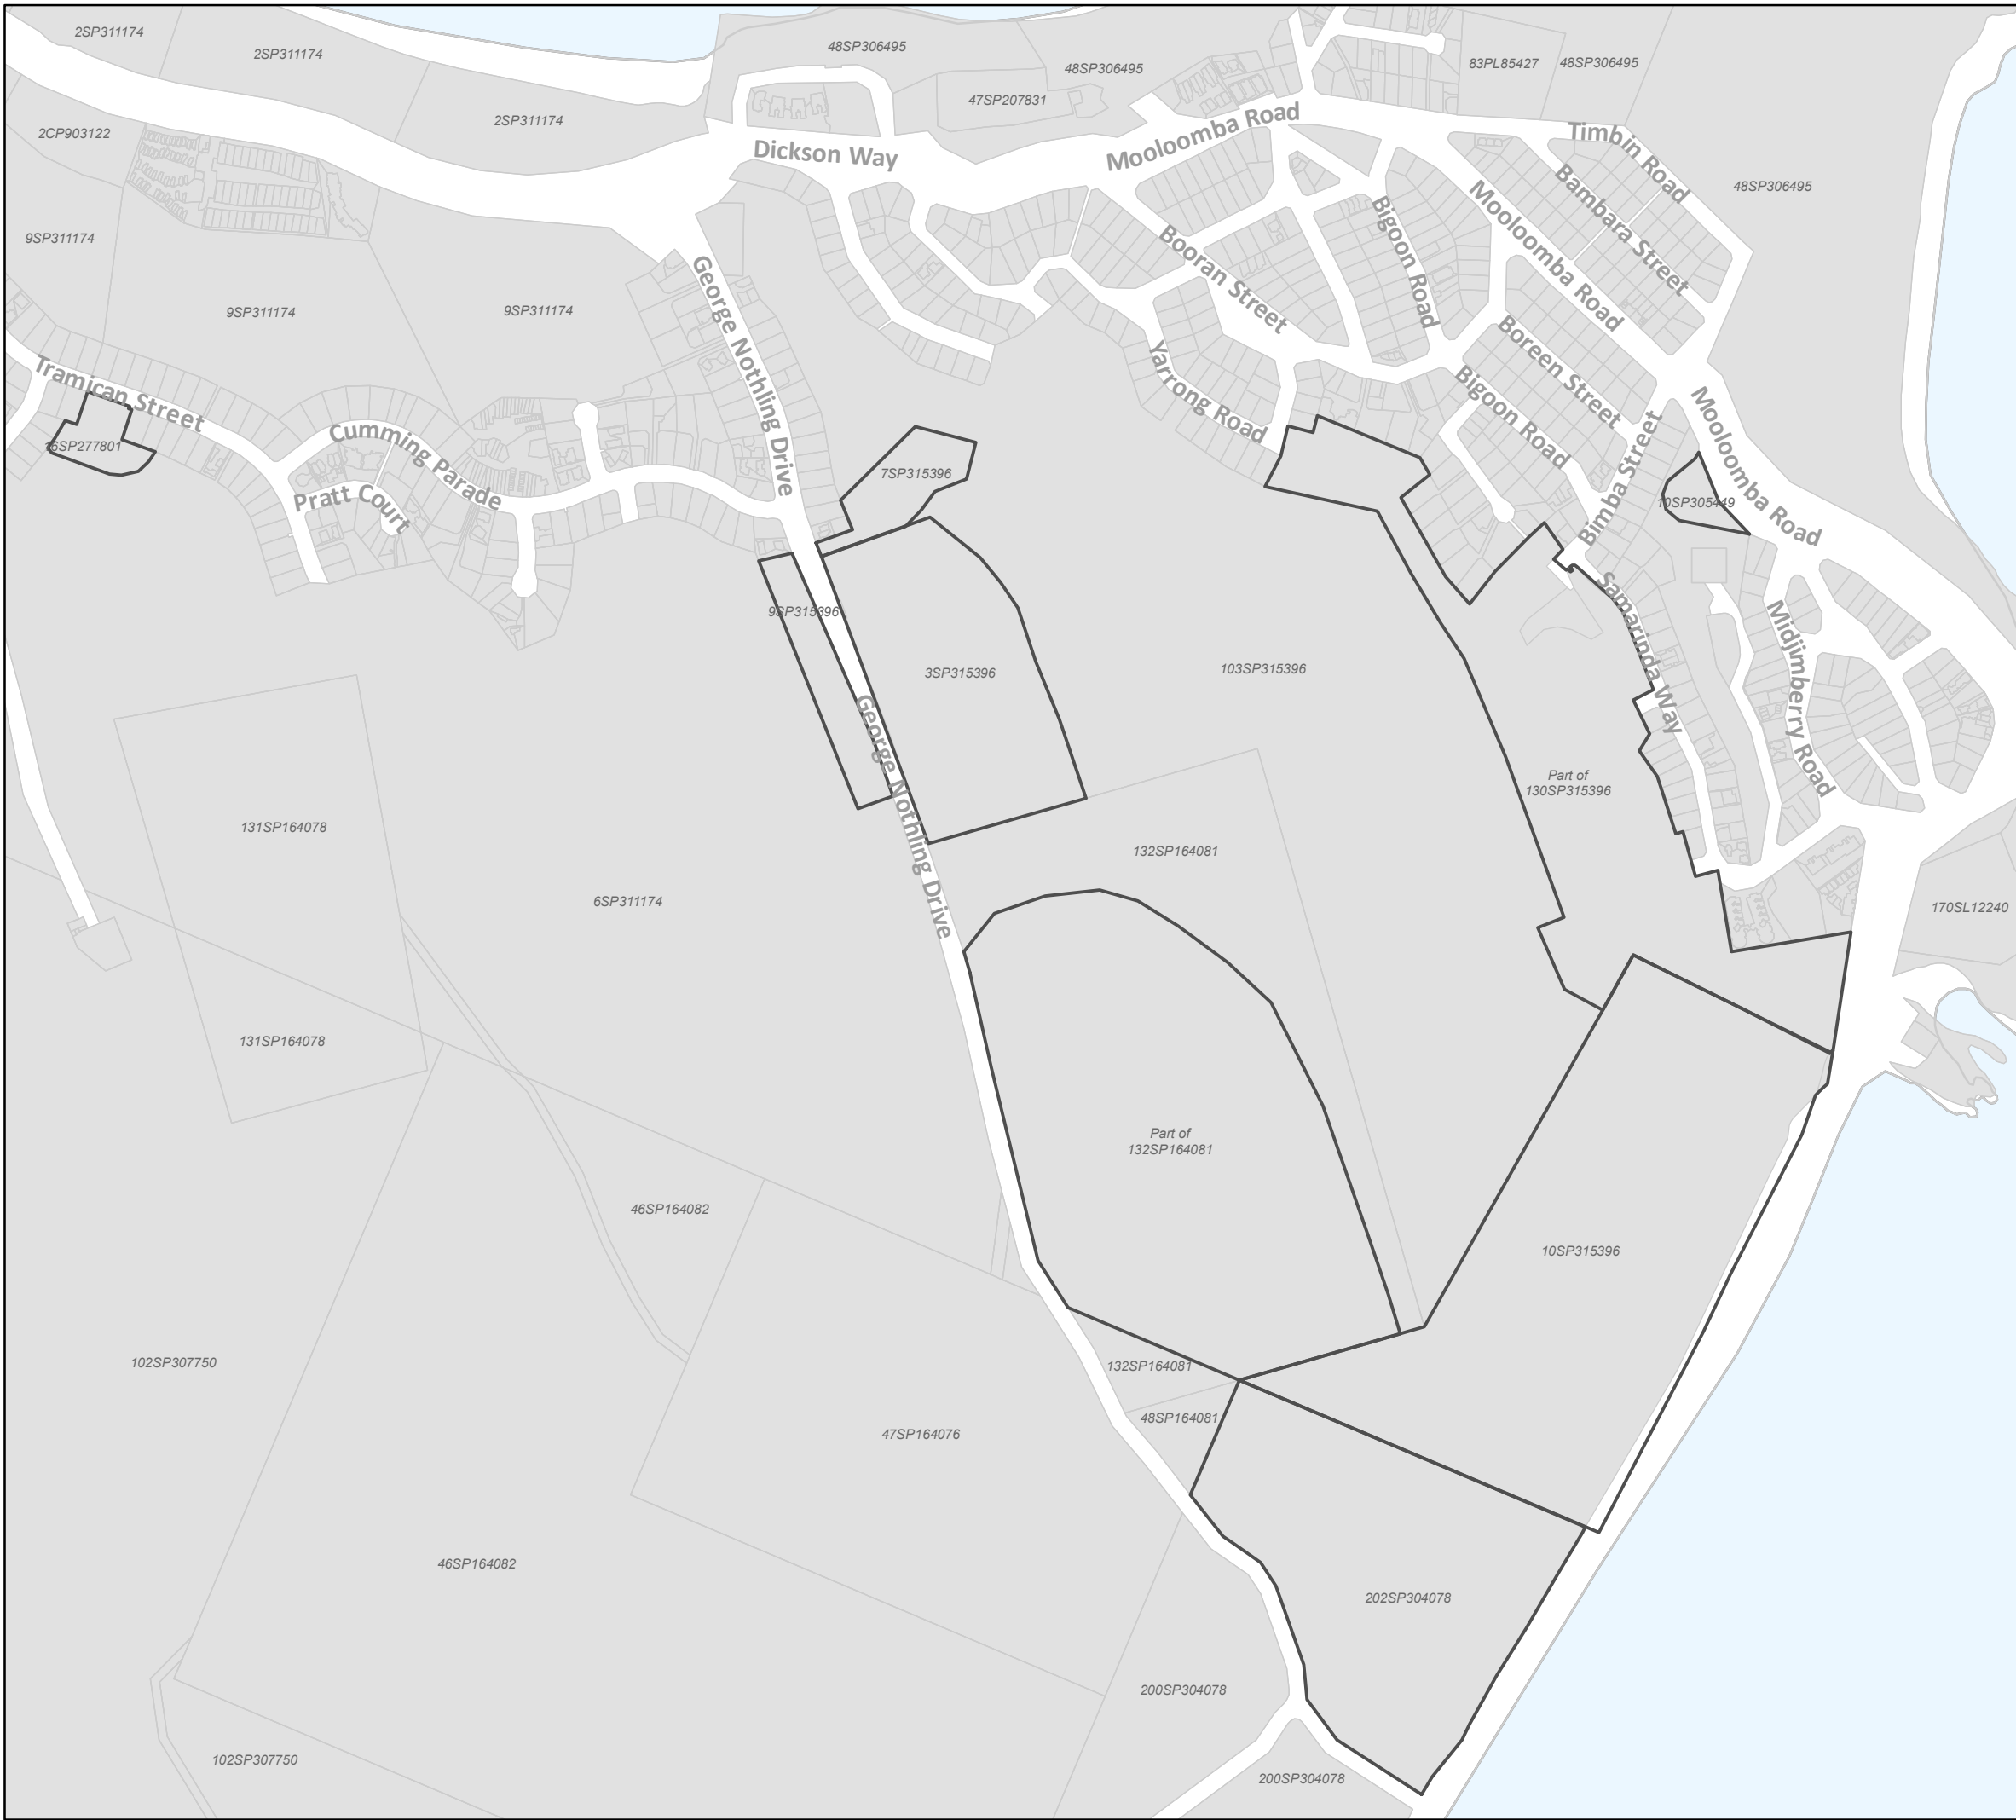 2SP311174
2SP311174
48SP306495
48SP306495
83PL85427
48SP306495
47SP207831
2SP311174
2CP903122
Mooloomba Road
Dickson Way
Timbin Road
Bambara Street
48SP306495
Mooloomba Road
Bigoon Road
Booran Street
9SP311174
9SP311174
9SP311174
George Nothling Drive
Boreen Street
Yarrong Road
Tramican Street
Bigoon Road
Mooloomba Road
Cumming Parade
16SP277801
Pratt Court
7SP315396
Bimba Street
10SP305449
9SP315396
Samarinda Way
Midjimberry Road
3SP315396
103SP315396
George Nothling Drive
Part of
130SP315396
131SP164078
132SP164081
6SP311174
170SL12240
131SP164078
Part of
132SP164081
46SP164082
10SP315396
102SP307750
132SP164081
48SP164081
47SP164076
46SP164082
202SP304078
200SP304078
102SP307750
200SP304078